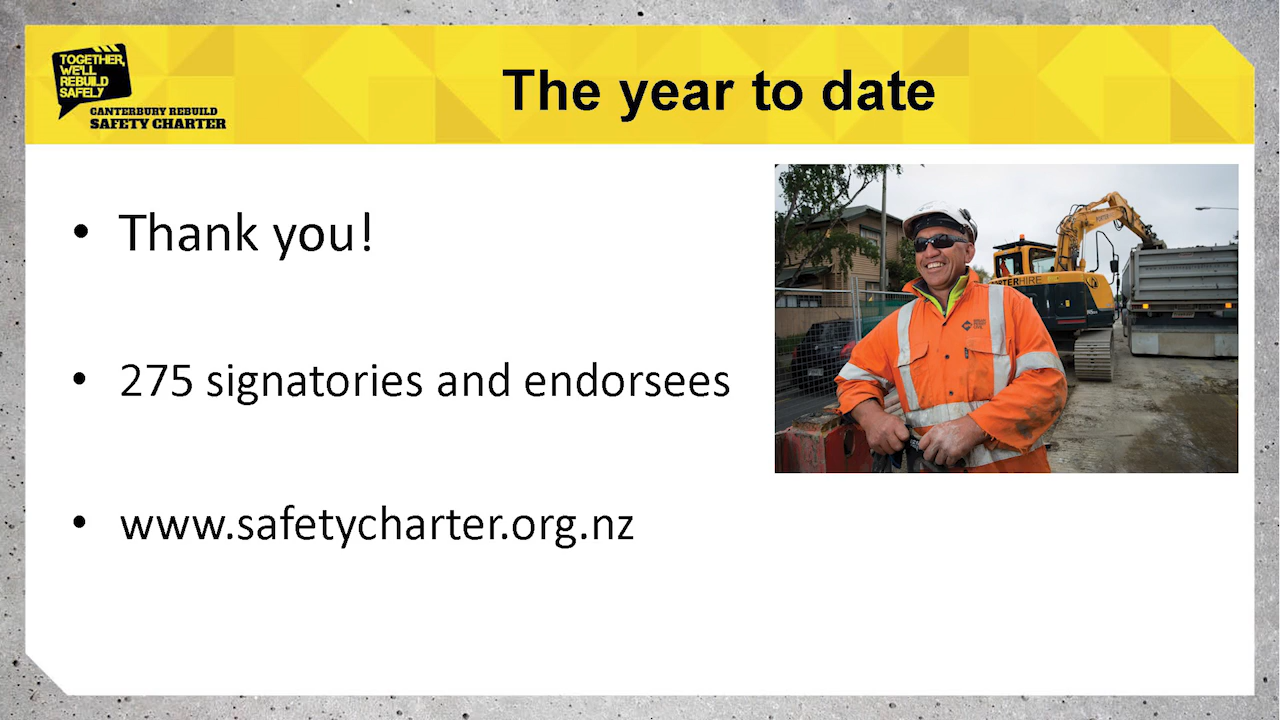 TOGETHER,
WE'LL
REBUILD
SAFELY
CANTERBURY REBUILD
SAFETY CHARTER
The year to date
• Thank you!
• 275 signatories and endorsees
• www.safetycharter.org.nz